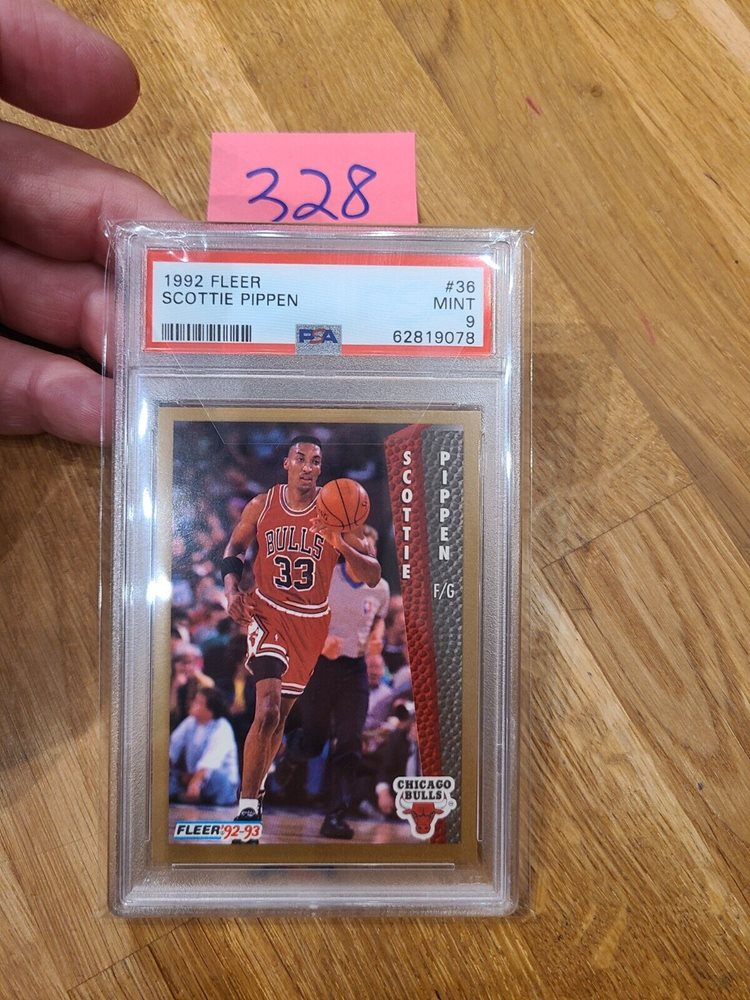 328
1992 FLEER
#36
SCOTTIE PIPPEN
MINT
9
PSA
62819078
SCOTTIE
PIPPEN
F/G
BULLS
33
CHICAGO
BULLS
FLEER '92-93